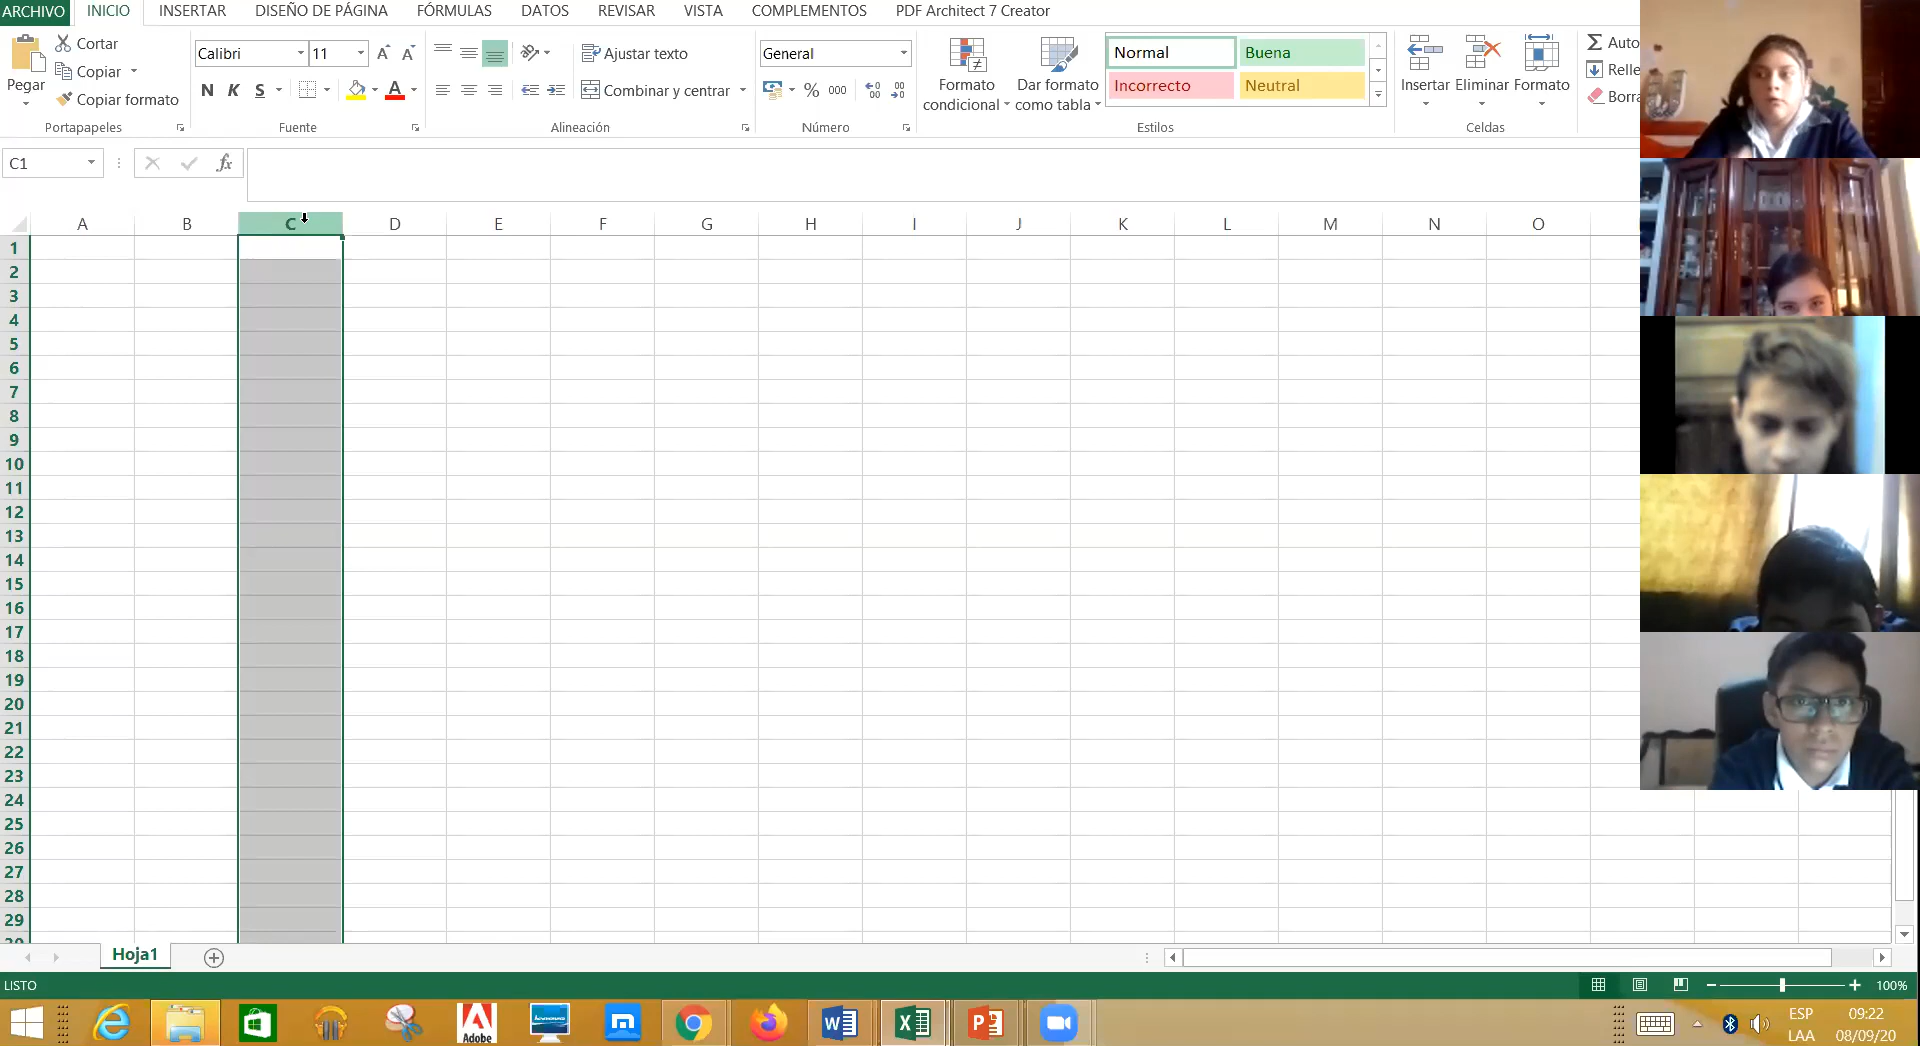 ARCHIVO INICIO INSERTAR DISEÑO DE PÁGINA FÓRMULAS DATOS REVISAR VISTA COMPLEMENTOS PDF Architect 7 Creator
Pegar
Cortar
Copiar
Copiar formato
Portapapeles
Calibri 11
N K S A
Fuente
Ajustar texto
Combinar y centrar
Alineación
General
% 000
Número
Formato condicional
Dar formato como tabla
Normal Buena
Incorrecto Neutral
Estilos
Insertar Eliminar Formato
Celdas
Auto
Relle
Borra
C1 fx
A B C D E F G H I J K L M N O
1
2
3
4
5
6
7
8
9
10
11
12
13
14
15
16
17
18
19
20
21
22
23
24
25
26
27
28
29
Hoja1
LISTO 100%
Adobe
lenovo
ESP 09:22
LAA 08/09/20